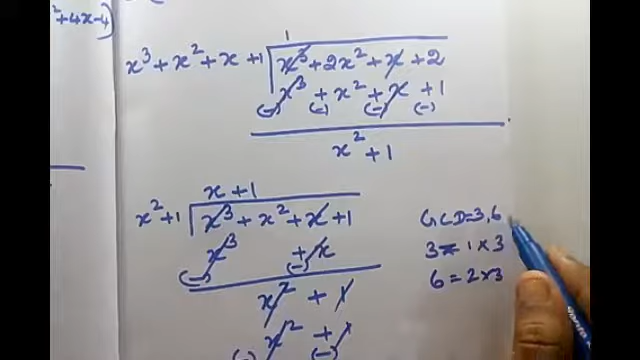 ²+4x-4)
1
x³+x²+x+1 x³+2x²+x+2
x³+x²+x+1
(-) (-) (-) (-)
x²+1
x+1
x²+1 x³+x²+x+1
x³ +x
(-) (-)
x²+1
x²+1
(-) (-)
GCD=3,6
3=1×3
6=2×3